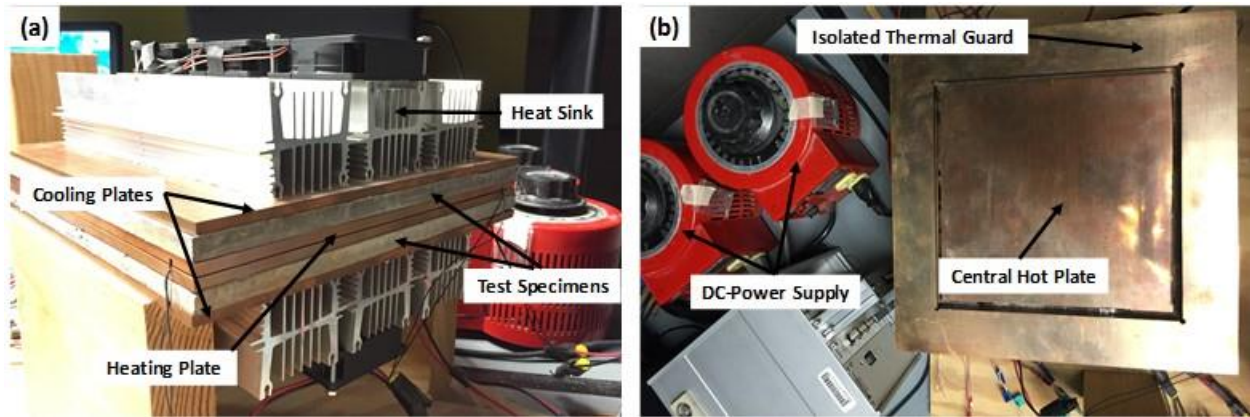 (a)
Heat Sink
Cooling Plates
Test Specimens
Heating Plate
(b)
Isolated Thermal Guard
Central Hot Plate
DC-Power Supply